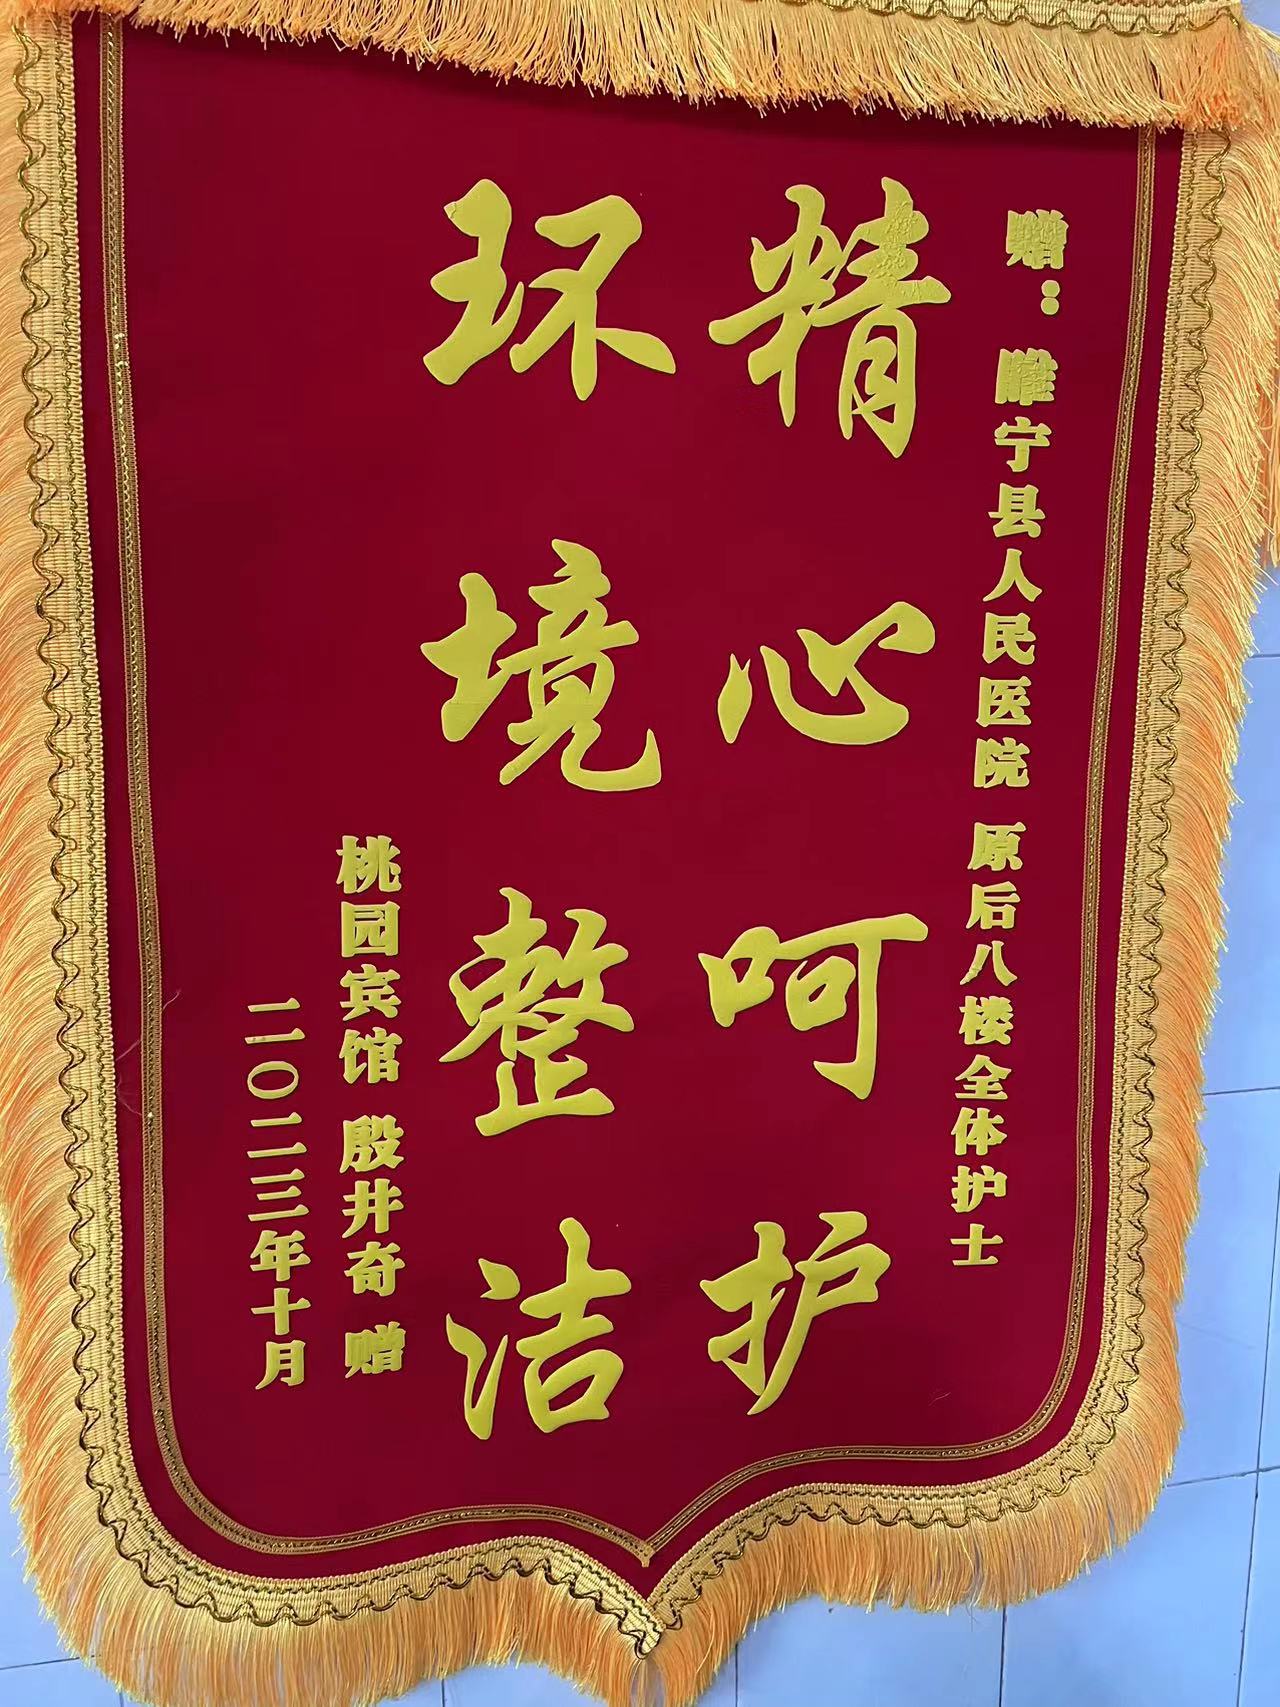 赠：睢宁县人民医院 原后八楼全体护士
精心呵护
环境整洁
桃园宾馆 殷井奇 赠
二〇二三年十月